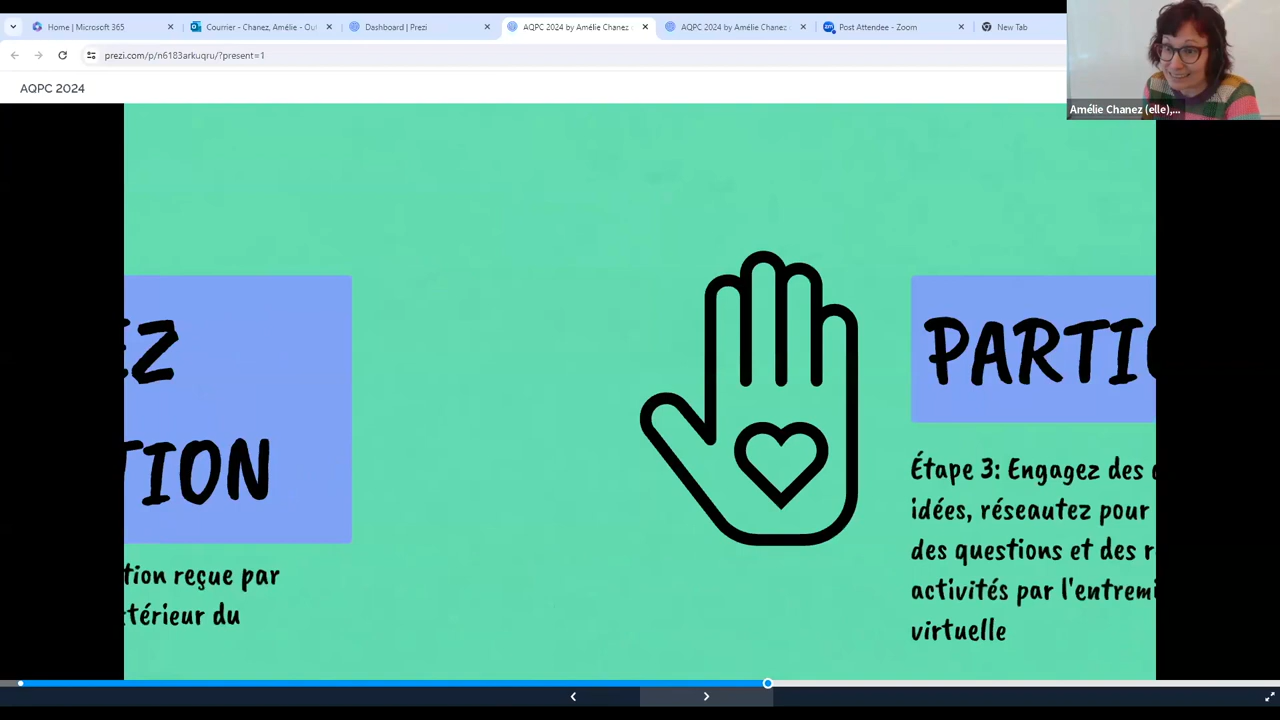 Home | Microsoft 365
Courrier - Chanez, Amélie - Out
Dashboard | Prezi
AQPC 2024 by Amélie Chanez
AQPC 2024 by Amélie Chanez
Post Attendee - Zoom
New Tab
prezi.com/p/n6183arkuqru/?present=1
Amélie Chanez (elle),...
AQPC 2024
EZ
TION
tion reçue par
térieur du
PARTIC
Étape 3: Engagez des
idées, réseautez pour
des questions et des r
activités par l'entremi
virtuelle